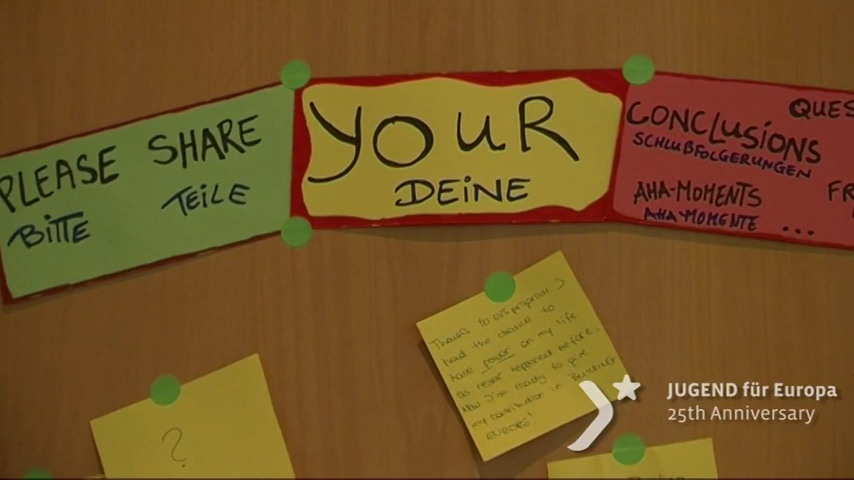 PLEASE SHARE
BITTE TEILE
YOUR
DEINE
QUES
CONCLUSIONS
SCHLUßFOLGERUNGEN
AHA-MOMENTS
FR
AHA-MOMENTE ...
Thanks to EVS program I
had the chance to
have power on my life
as never happened before.
Now I'm ready to give
my contribution in BUILDING
EUROPE!
?
JUGEND für Europa
25th Anniversary